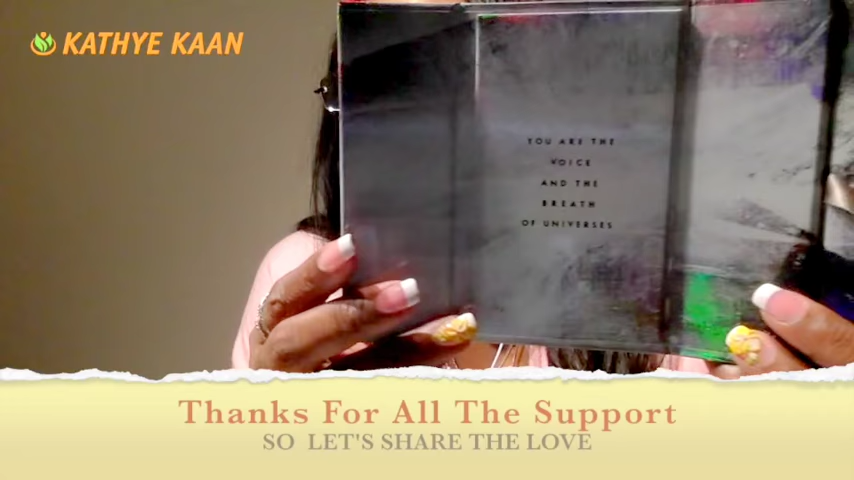 KATHYE KAAN
YOU ARE THE
VOICE
AND THE
BREATH
OF UNIVERSES
Thanks For All The Support
SO LET'S SHARE THE LOVE